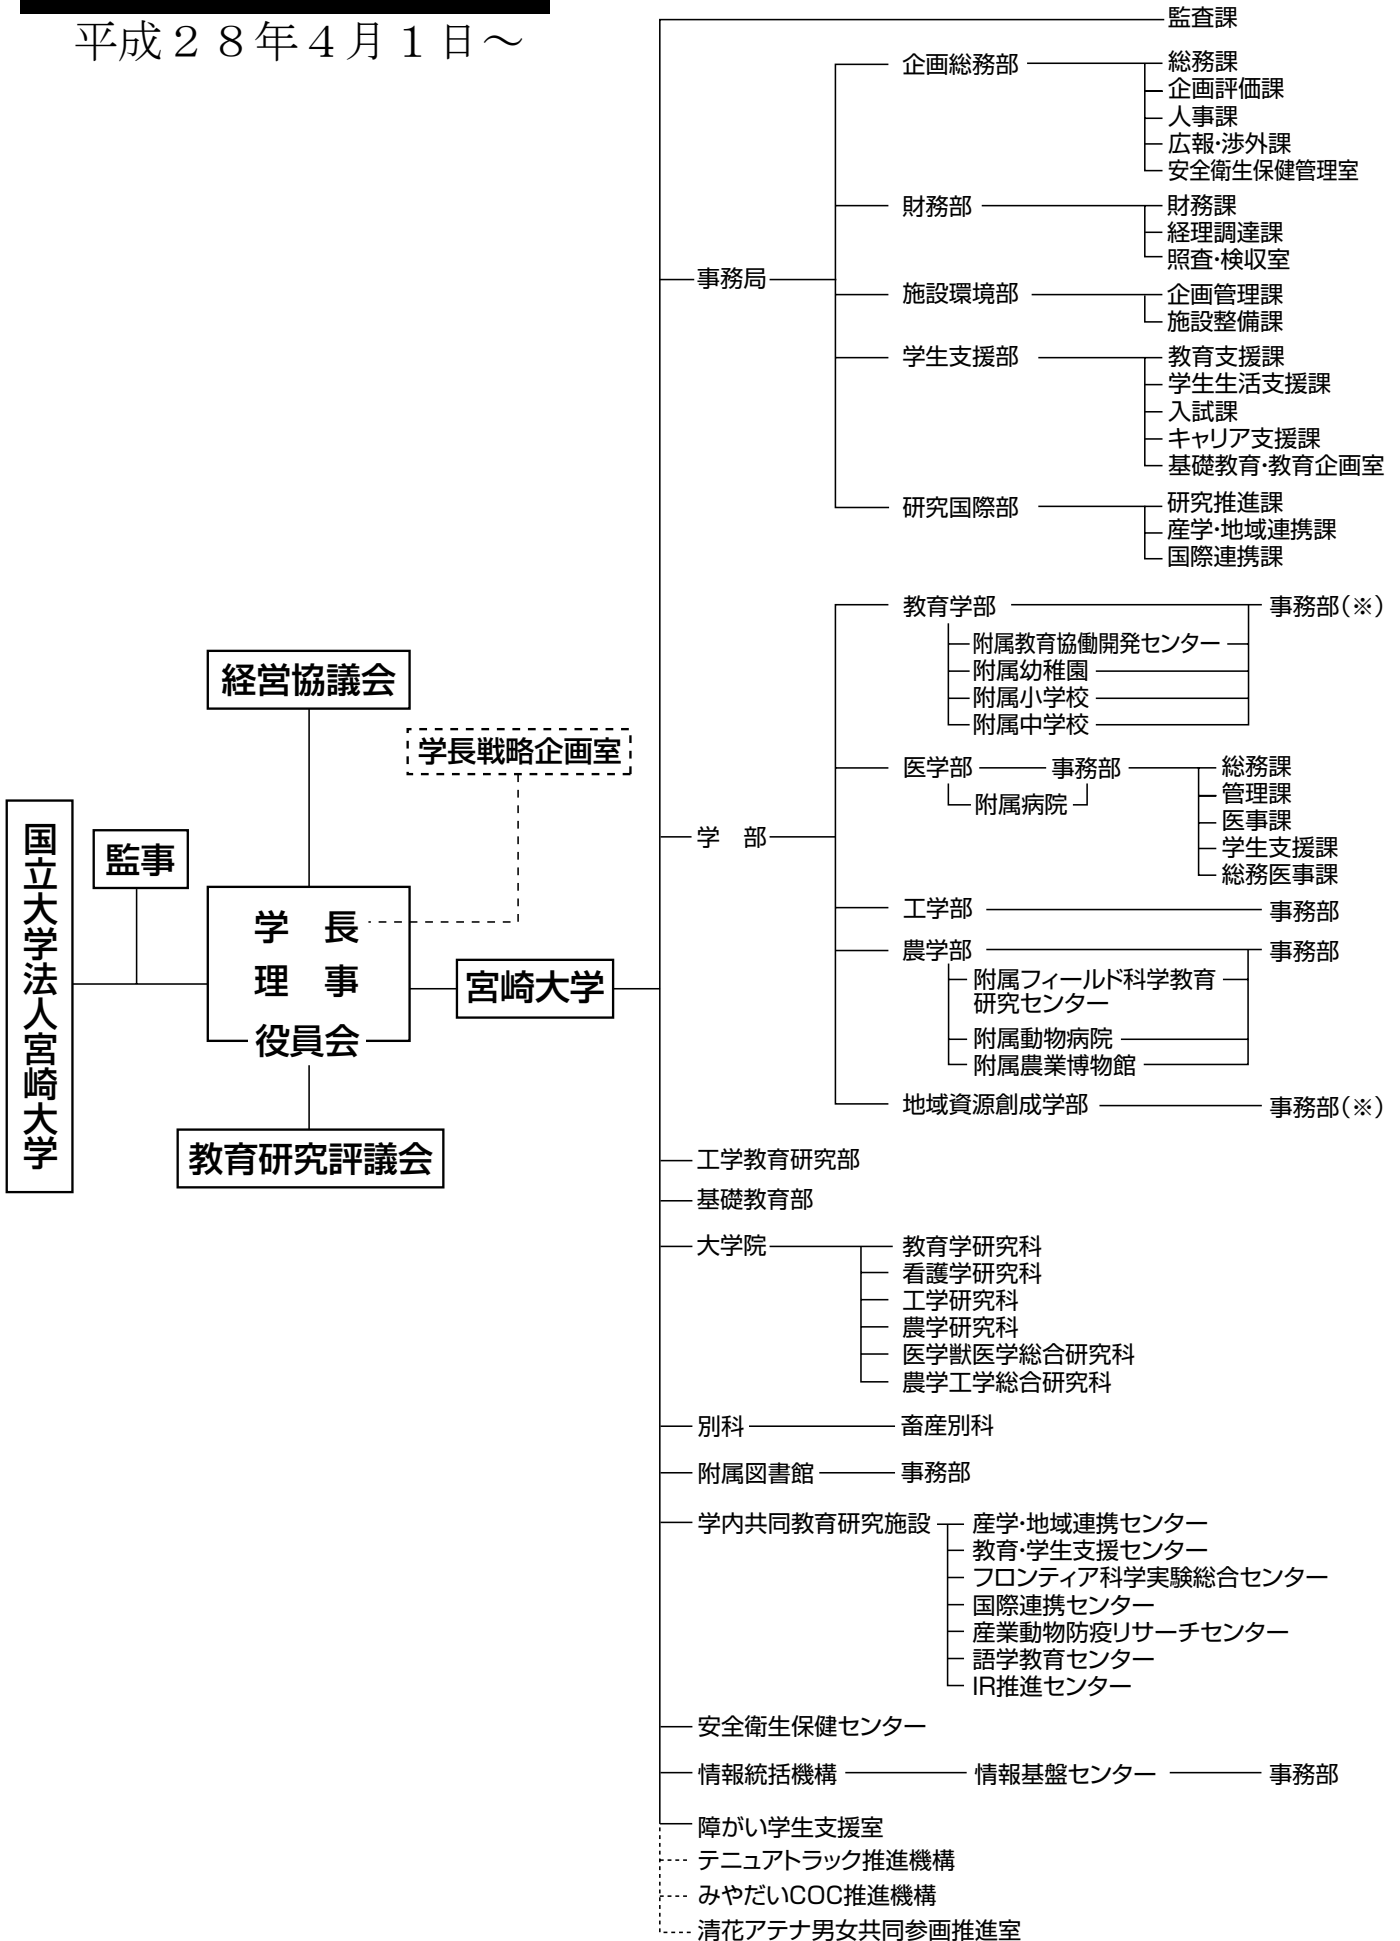 平成２８年４月１日～
監査課
企画総務部
総務課
企画評価課
人事課
広報・渉外課
安全衛生保健管理室
財務部
財務課
経理調達課
照査・検収室
事務局
施設環境部
企画管理課
施設整備課
学生支援部
教育支援課
学生生活支援課
入試課
キャリア支援課
基礎教育・教育企画室
研究国際部
研究推進課
産学・地域連携課
国際連携課
教育学部
事務部（※）
附属教育協働開発センター
附属幼稚園
附属小学校
附属中学校
経営協議会
学長戦略企画室
医学部
事務部
附属病院
総務課
管理課
医事課
学生支援課
総務医事課
学　部
国立大学法人宮崎大学
監事
学　長
理　事
役員会
宮崎大学
教育研究評議会
工学部
事務部
農学部
事務部
附属フィールド科学教育
研究センター
附属動物病院
附属農業博物館
地域資源創成学部
事務部（※）
工学教育研究部
基礎教育部
大学院
教育学研究科
看護学研究科
工学研究科
農学研究科
医学獣医学総合研究科
農学工学総合研究科
別科
畜産別科
附属図書館
事務部
学内共同教育研究施設
産学・地域連携センター
教育・学生支援センター
フロンティア科学実験総合センター
国際連携センター
産業動物防疫リサーチセンター
語学教育センター
IR推進センター
安全衛生保健センター
情報統括機構
情報基盤センター
事務部
障がい学生支援室
テニュアトラック推進機構
みやだいCOC推進機構
清花アテナ男女共同参画推進室